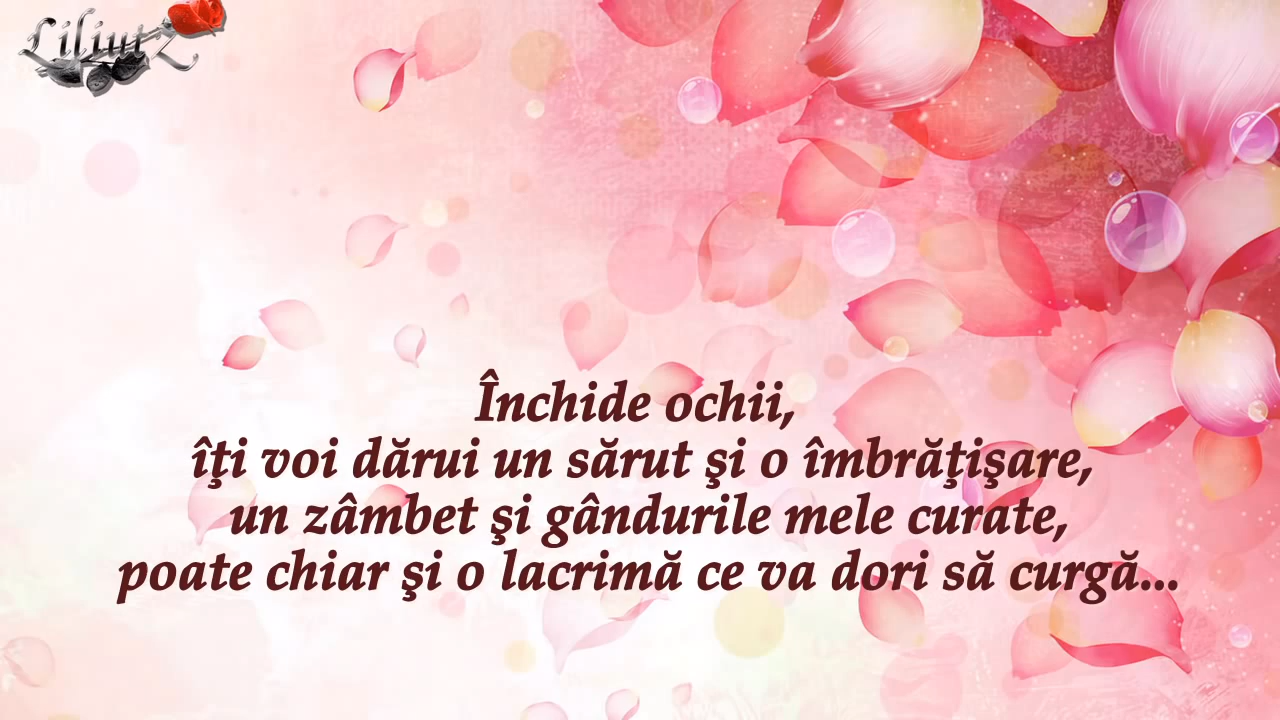 LiliutZ
Închide ochii,
îţi voi dărui un sărut şi o îmbrăţişare,
un zâmbet şi gândurile mele curate,
poate chiar şi o lacrimă ce va dori să curgă...